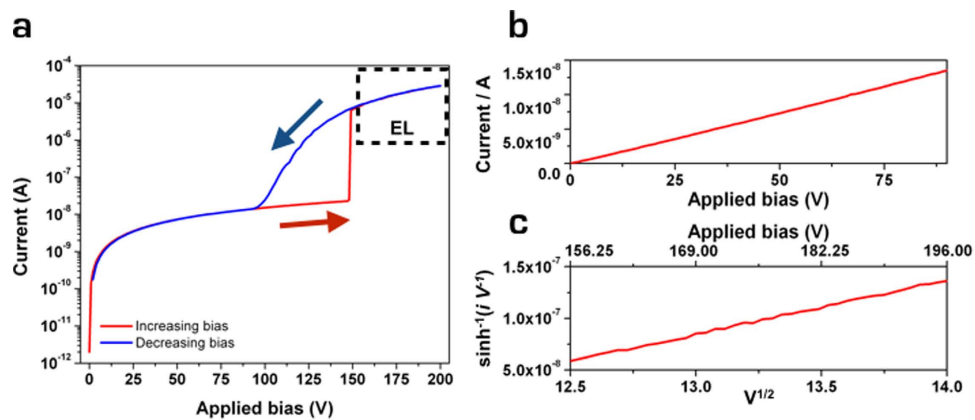 a
10⁻⁴
10⁻⁵
10⁻⁶
10⁻⁷
10⁻⁸
10⁻⁹
10⁻¹⁰
10⁻¹¹
10⁻¹²
Current (A)
EL
Increasing bias
Decreasing bias
0 25 50 75 100 125 150 175 200
Applied bias (V)
b
1.5x10⁻⁸
1.0x10⁻⁸
5.0x10⁻⁹
0.0
Current / A
0 25 50 75
Applied bias (V)
c
Applied bias (V)
156.25 169.00 182.25 196.00
1.5x10⁻⁷
1.0x10⁻⁷
5.0x10⁻⁸
sinh⁻¹(i V⁻¹)
12.5 13.0 13.5 14.0
V¹ᐟ²